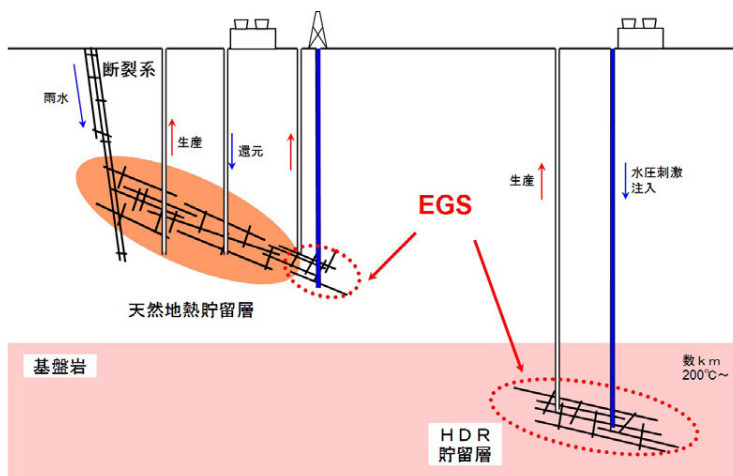 断裂系
雨水
生産
還元
生産
水圧刺激
注入
EGS
天然地熱貯留層
基盤岩
数ｋｍ
200℃～
ＨＤＲ
貯留層